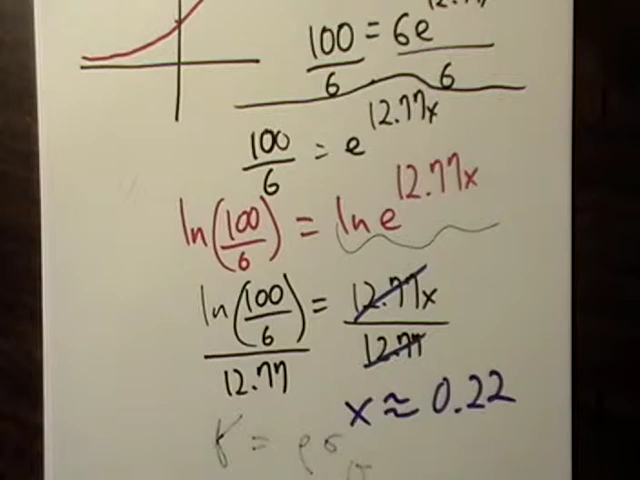 100/6 = 6e^12.77/6
100/6 = e^12.77x
ln(100/6) = ln e^12.77x
ln(100/6)/12.77 = 12.77x/12.77
x ≈ 0.22